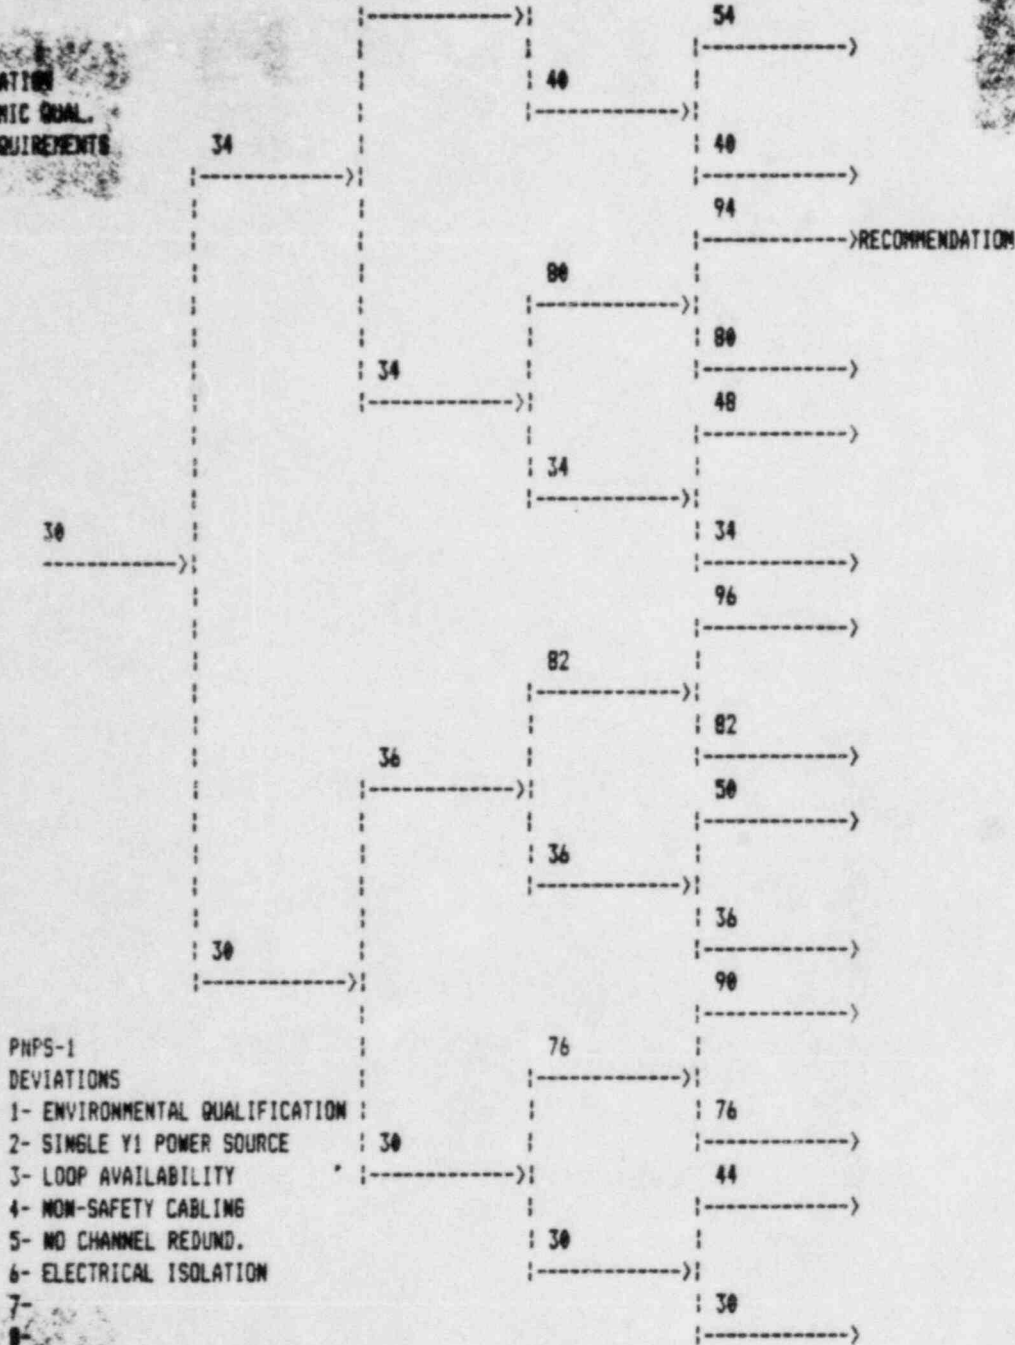 54
ATION
40
MIC QUAL.
QUIREMENTS
34
40
94
RECOMMENDATION
80
80
34
48
34
30
34
96
82
82
36
50
36
36
30
90
PNPS-1
76
DEVIATIONS
1- ENVIRONMENTAL QUALIFICATION
76
2- SINGLE Y1 POWER SOURCE
30
3- LOOP AVAILABILITY
44
4- NON-SAFETY CABLING
5- NO CHANNEL REDUND.
30
6- ELECTRICAL ISOLATION
7-
30
8-